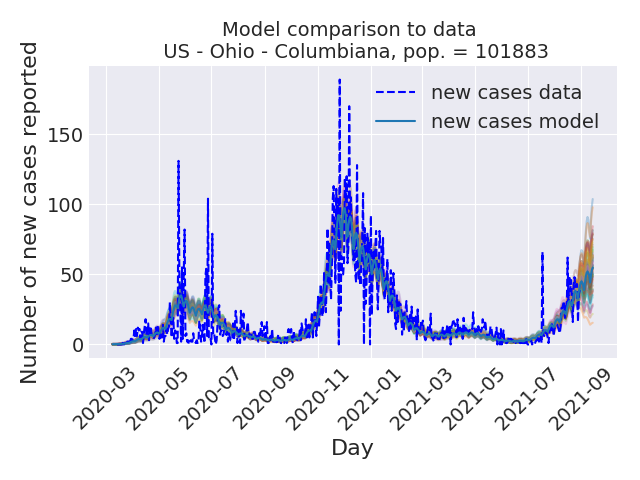 Model comparison to data
US - Ohio - Columbiana, pop. = 101883
Number of new cases reported
150
100
50
0
new cases data
new cases model
2020-03
2020-05
2020-07
2020-09
2020-11
2021-01
2021-03
2021-05
2021-07
2021-09
Day